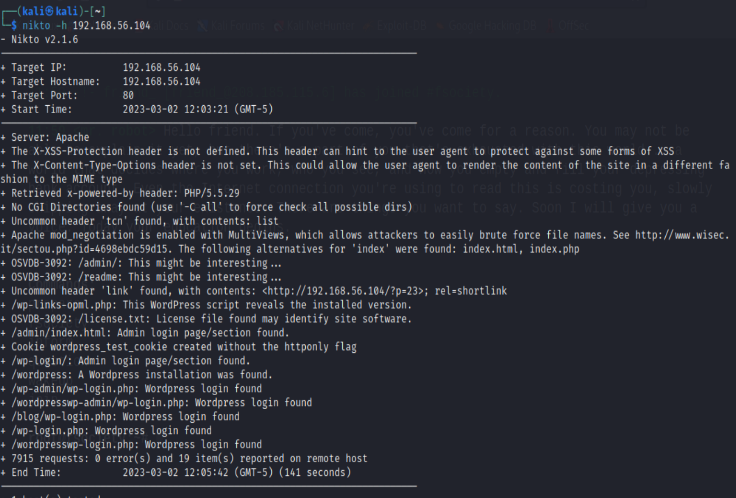 (kali㉿kali)-[~]
$ nikto -h 192.168.56.104
- Nikto v2.1.6
+ Target IP: 192.168.56.104
+ Target Hostname: 192.168.56.104
+ Target Port: 80
+ Start Time: 2023-03-02 12:03:21 (GMT-5)
+ Server: Apache
+ The X-XSS-Protection header is not defined. This header can hint to the user agent to protect against some forms of XSS
+ The X-Content-Type-Options header is not set. This could allow the user agent to render the content of the site in a different fa
shion to the MIME type
+ Retrieved x-powered-by header: PHP/5.5.29
+ No CGI Directories found (use '-C all' to force check all possible dirs)
+ Uncommon header 'tcn' found, with contents: list
+ Apache mod_negotiation is enabled with MultiViews, which allows attackers to easily brute force file names. See http://www.wisec.
it/sectou.php?id=4698ebdc59d15. The following alternatives for 'index' were found: index.html, index.php
+ OSVDB-3092: /admin/: This might be interesting...
+ OSVDB-3092: /readme: This might be interesting...
+ Uncommon header 'link' found, with contents: <http://192.168.56.104/?p=23>; rel=shortlink
+ /wp-links-opml.php: This WordPress script reveals the installed version.
+ OSVDB-3092: /license.txt: License file found may identify site software.
+ /admin/index.html: Admin login page/section found.
+ Cookie wordpress_test_cookie created without the httponly flag
+ /wp-login/: Admin login page/section found.
+ /wordpress: A Wordpress installation was found.
+ /wp-admin/wp-login.php: Wordpress login found
+ /wordpresswp-admin/wp-login.php: Wordpress login found
+ /blog/wp-login.php: Wordpress login found
+ /wp-login.php: Wordpress login found
+ /wordpresswp-login.php: Wordpress login found
+ 7915 requests: 0 error(s) and 19 item(s) reported on remote host
+ End Time: 2023-03-02 12:05:42 (GMT-5) (141 seconds)